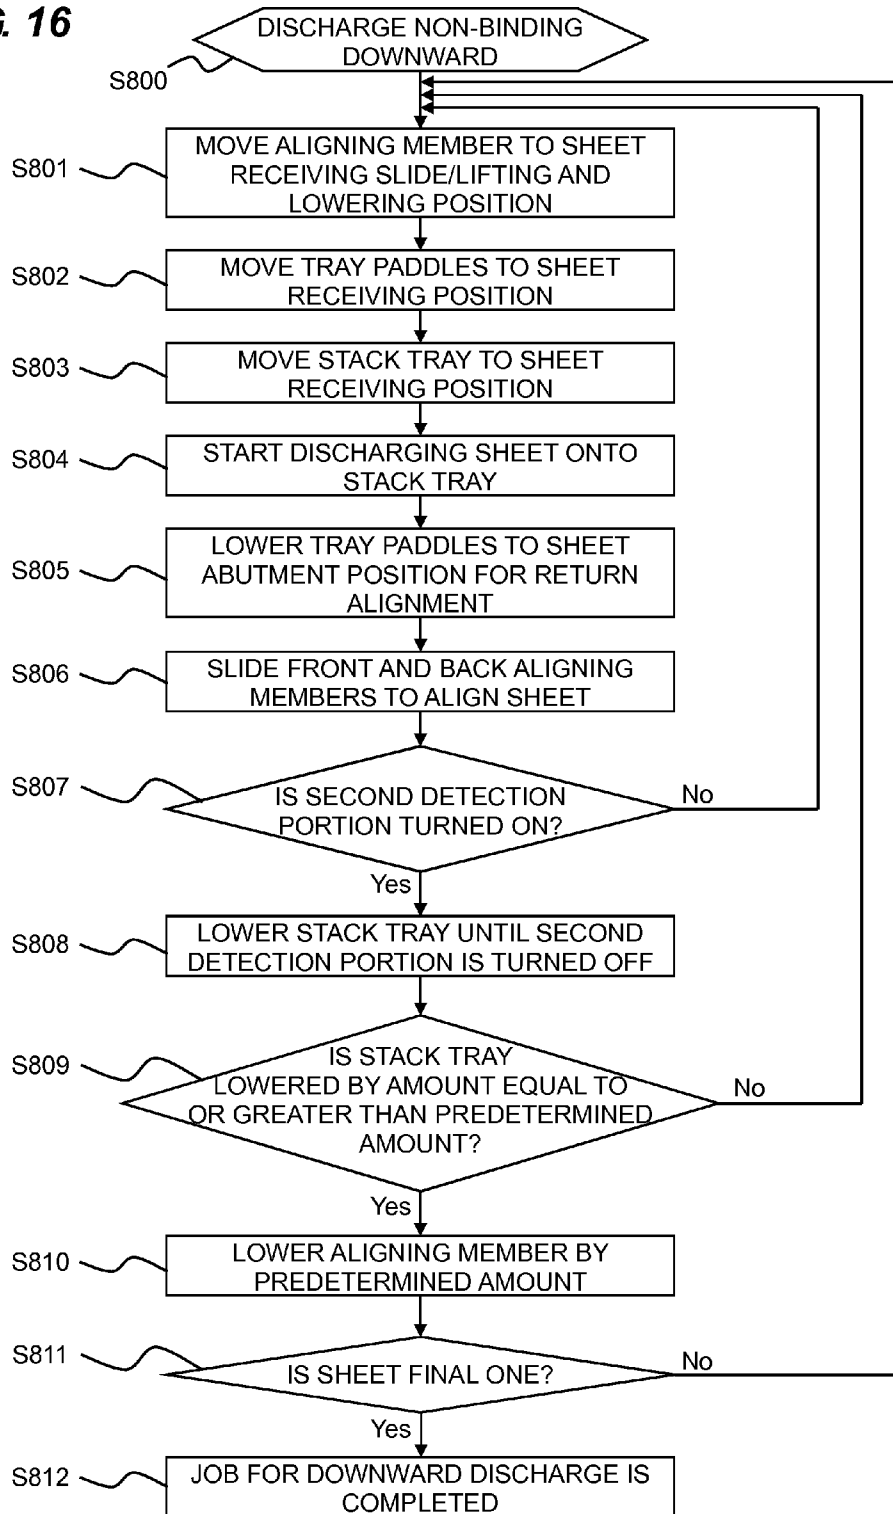 G. 16
DISCHARGE NON-BINDING
DOWNWARD
S800
S801
MOVE ALIGNING MEMBER TO SHEET
RECEIVING SLIDE/LIFTING AND
LOWERING POSITION
S802
MOVE TRAY PADDLES TO SHEET
RECEIVING POSITION
S803
MOVE STACK TRAY TO SHEET
RECEIVING POSITION
S804
START DISCHARGING SHEET ONTO
STACK TRAY
S805
LOWER TRAY PADDLES TO SHEET
ABUTMENT POSITION FOR RETURN
ALIGNMENT
S806
SLIDE FRONT AND BACK ALIGNING
MEMBERS TO ALIGN SHEET
S807
IS SECOND DETECTION
PORTION TURNED ON?
No
Yes
S808
LOWER STACK TRAY UNTIL SECOND
DETECTION PORTION IS TURNED OFF
S809
IS STACK TRAY
LOWERED BY AMOUNT EQUAL TO
OR GREATER THAN PREDETERMINED
AMOUNT?
No
Yes
S810
LOWER ALIGNING MEMBER BY
PREDETERMINED AMOUNT
S811
IS SHEET FINAL ONE?
No
Yes
S812
JOB FOR DOWNWARD DISCHARGE IS
COMPLETED